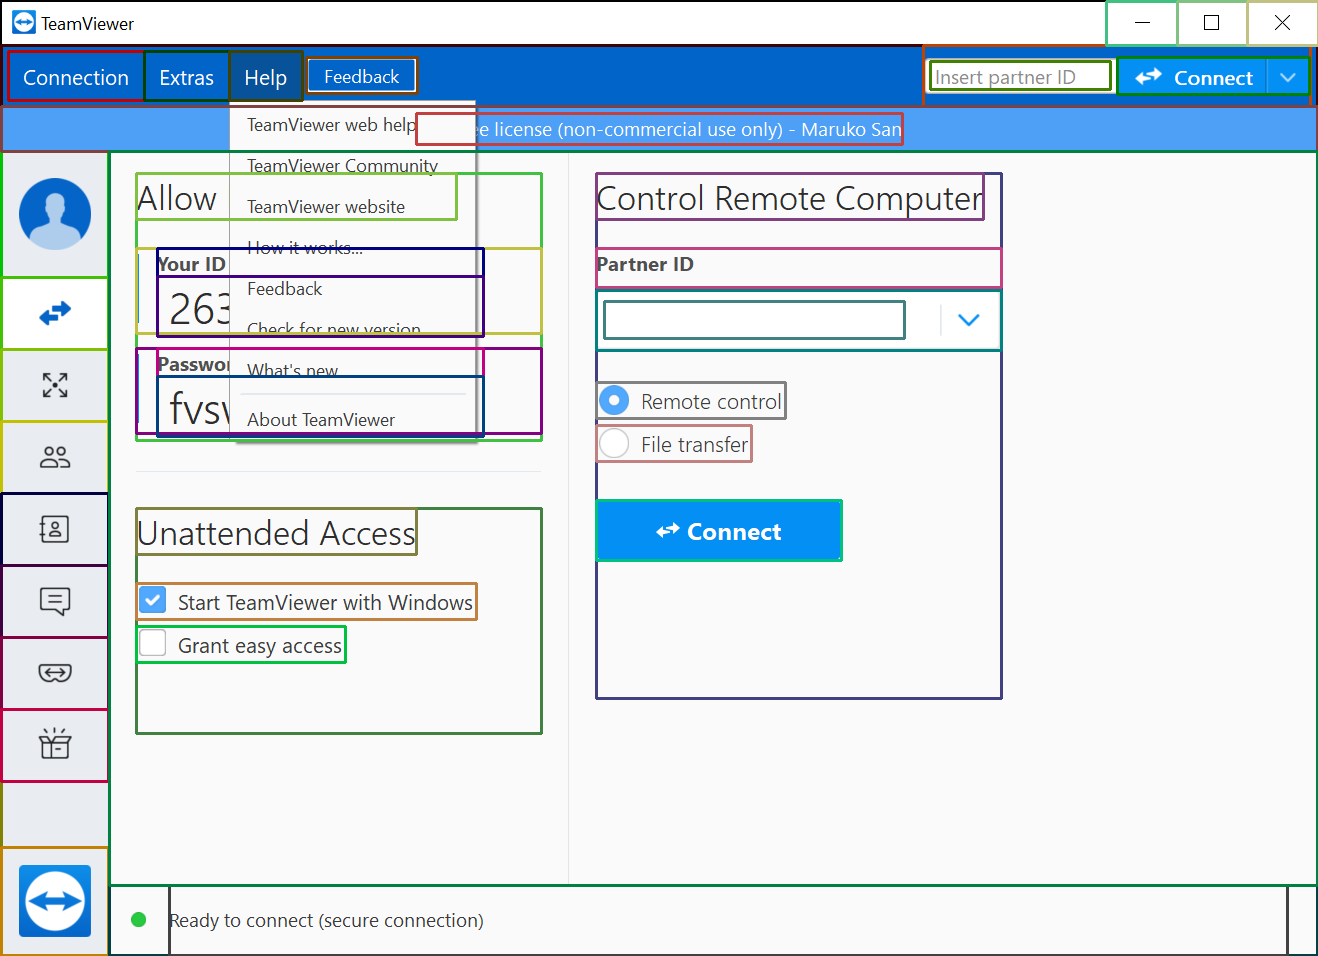 TeamViewer
Connection Extras Help Feedback Insert partner ID Connect
TeamViewer web help
license (non-commercial use only) - Maruko San
TeamViewer Community
TeamViewer website
How it works...
Feedback
Check for new version
What's new
About TeamViewer
Allow
Your ID
263
fvsv
Control Remote Computer
Partner ID
Remote control
File transfer
Connect
Unattended Access
Start TeamViewer with Windows
Grant easy access
Ready to connect (secure connection)